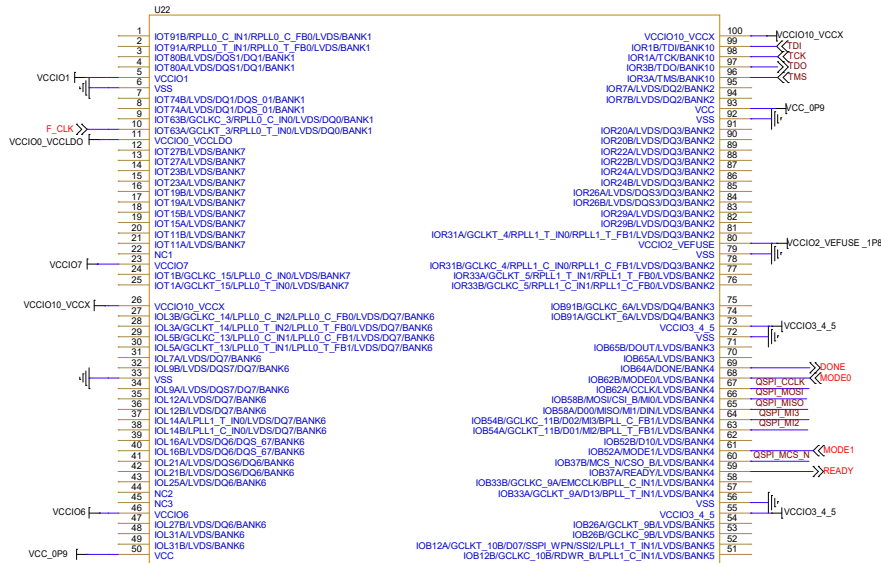 U22
1 IOT91B/RPLL0_C_IN1/RPLL0_C_FB0/LVDS/BANK1
2 IOT91A/RPLL0_T_IN1/RPLL0_T_FB0/LVDS/BANK1
3 IOT80B/LVDS/DQS1/DQ1/BANK1
4 IOT80A/LVDS/DQS1/DQ1/BANK1
VCCIO1 5 VCCIO1
6 VSS
7 IOT74B/LVDS/DQ1/DQS_01/BANK1
8 IOT74A/LVDS/DQ1/DQS_01/BANK1
9 IOT63B/GCLKC_3/RPLL0_C_IN0/LVDS/DQ0/BANK1
F_CLK 10 IOT63A/GCLKT_3/RPLL0_T_IN0/LVDS/DQ0/BANK1
VCCIO0_VCCLDO 11 VCCIO0_VCCLDO
12 IOT27B/LVDS/BANK7
13 IOT27A/LVDS/BANK7
14 IOT23B/LVDS/BANK7
15 IOT23A/LVDS/BANK7
16 IOT19B/LVDS/BANK7
17 IOT19A/LVDS/BANK7
18 IOT15B/LVDS/BANK7
19 IOT15A/LVDS/BANK7
20 IOT11B/LVDS/BANK7
21 IOT11A/LVDS/BANK7
22 NC1
VCCIO7 23 VCCIO7
24 IOT1B/GCLKC_15/LPLL0_C_IN0/LVDS/BANK7
25 IOT1A/GCLKT_15/LPLL0_T_IN0/LVDS/BANK7
VCCIO10_VCCX 26 VCCIO10_VCCX
27 IOL3B/GCLKC_14/LPLL0_C_IN2/LPLL0_C_FB0/LVDS/DQ7/BANK6
28 IOL3A/GCLKT_14/LPLL0_T_IN2/LPLL0_T_FB0/LVDS/DQ7/BANK6
29 IOL5B/GCLKC_13/LPLL0_C_IN1/LPLL0_C_FB1/LVDS/DQ7/BANK6
30 IOL5A/GCLKT_13/LPLL0_T_IN1/LPLL0_T_FB1/LVDS/DQ7/BANK6
31 IOL7A/LVDS/DQ7/BANK6
32 IOL9B/LVDS/DQS7/DQ7/BANK6
33 VSS
34 IOL9A/LVDS/DQS7/DQ7/BANK6
35 IOL12A/LVDS/DQ7/BANK6
36 IOL12B/LVDS/DQ7/BANK6
37 IOL14A/LPLL1_T_IN0/LVDS/DQ7/BANK6
38 IOL14B/LPLL1_C_IN0/LVDS/DQ7/BANK6
39 IOL16A/LVDS/DQ6/DQS_67/BANK6
40 IOL16B/LVDS/DQ6/DQS_67/BANK6
41 IOL21A/LVDS/DQS6/DQ6/BANK6
42 IOL21B/LVDS/DQS6/DQ6/BANK6
43 IOL25A/LVDS/DQ6/BANK6
44 NC2
45 NC3
VCCIO6 46 VCCIO6
47 IOL27B/LVDS/DQ6/BANK6
48 IOL31A/LVDS/BANK6
49 IOL31B/LVDS/BANK6
VCC_0P9 50 VCC
VCCIO10_VCCX 100 VCCIO10_VCCX
IOR1B/TDI/BANK10 99 TDI
IOR1A/TCK/BANK10 98 TCK
IOR3B/TDO/BANK10 97 TDO
IOR3A/TMS/BANK10 96 TMS
IOR7A/LVDS/DQ2/BANK2 95
IOR7B/LVDS/DQ2/BANK2 94
VCC 93 VCC_0P9
VSS 92
IOR20A/LVDS/DQ3/BANK2 91
IOR20B/LVDS/DQ3/BANK2 90
IOR22A/LVDS/DQ3/BANK2 89
IOR22B/LVDS/DQ3/BANK2 88
IOR24A/LVDS/DQ3/BANK2 87
IOR24B/LVDS/DQ3/BANK2 86
IOR26A/LVDS/DQS3/DQ3/BANK2 85
IOR26B/LVDS/DQS3/DQ3/BANK2 84
IOR29A/LVDS/DQ3/BANK2 83
IOR29B/LVDS/DQ3/BANK2 82
IOR31A/GCLKT_4/RPLL1_T_IN0/RPLL1_T_FB1/LVDS/DQ3/BANK2 81
VCCIO2_VEFUSE 80 VCCIO2_VEFUSE _1P8
VSS 79
IOR31B/GCLKC_4/RPLL1_C_IN0/RPLL1_C_FB1/LVDS/DQ3/BANK2 78
IOR33A/GCLKT_5/RPLL1_T_IN1/RPLL1_T_FB0/LVDS/BANK2 77
IOR33B/GCLKC_5/RPLL1_C_IN1/RPLL1_C_FB0/LVDS/BANK2 76
IOB91B/GCLKC_6A/LVDS/DQ4/BANK3 75
IOB91A/GCLKT_6A/LVDS/DQ4/BANK3 74
VCCIO3_4_5 73 VCCIO3_4_5
VSS 72
IOB65B/DOUT/LVDS/BANK3 71
IOB65A/LVDS/BANK3 70
IOB64A/DONE/BANK4 69 DONE
IOB62B/MODE0/LVDS/BANK4 68 MODE0
IOB62A/CCLK/LVDS/BANK4 67 QSPI_CCLK
IOB58B/MOSI/CSI_B/MI0/LVDS/BANK4 66 QSPI_MOSI
IOB58A/D00/MISO/MI1/DIN/LVDS/BANK4 65 QSPI_MISO
IOB54B/GCLKC_11B/D02/MI3/BPLL_C_FB1/LVDS/BANK4 64 QSPI_MI3
IOB54A/GCLKT_11B/D01/MI2/BPLL_T_FB1/LVDS/BANK4 63 QSPI_MI2
IOB52B/D10/LVDS/BANK4 62
IOB52A/MODE1/LVDS/BANK4 61 MODE1
IOB37B/MCS_N/CSO_B/LVDS/BANK4 60 QSPI_MCS_N
IOB37A/READY/LVDS/BANK4 59 READY
IOB33B/GCLKC_9A/EMCCLK/BPLL_C_IN1/LVDS/BANK4 58
IOB33A/GCLKT_9A/D13/BPLL_T_IN1/LVDS/BANK4 57
VSS 56
VCCIO3_4_5 55 VCCIO3_4_5
IOB26A/GCLKT_9B/LVDS/BANK5 54
IOB26B/GCLKC_9B/LVDS/BANK5 53
IOB12A/GCLKT_10B/D07/SSPI_WPN/SSI2/LPLL1_T_IN1/LVDS/BANK5 52
IOB12B/GCLKC_10B/RDWR_B/LPLL1_C_IN1/LVDS/BANK5 51